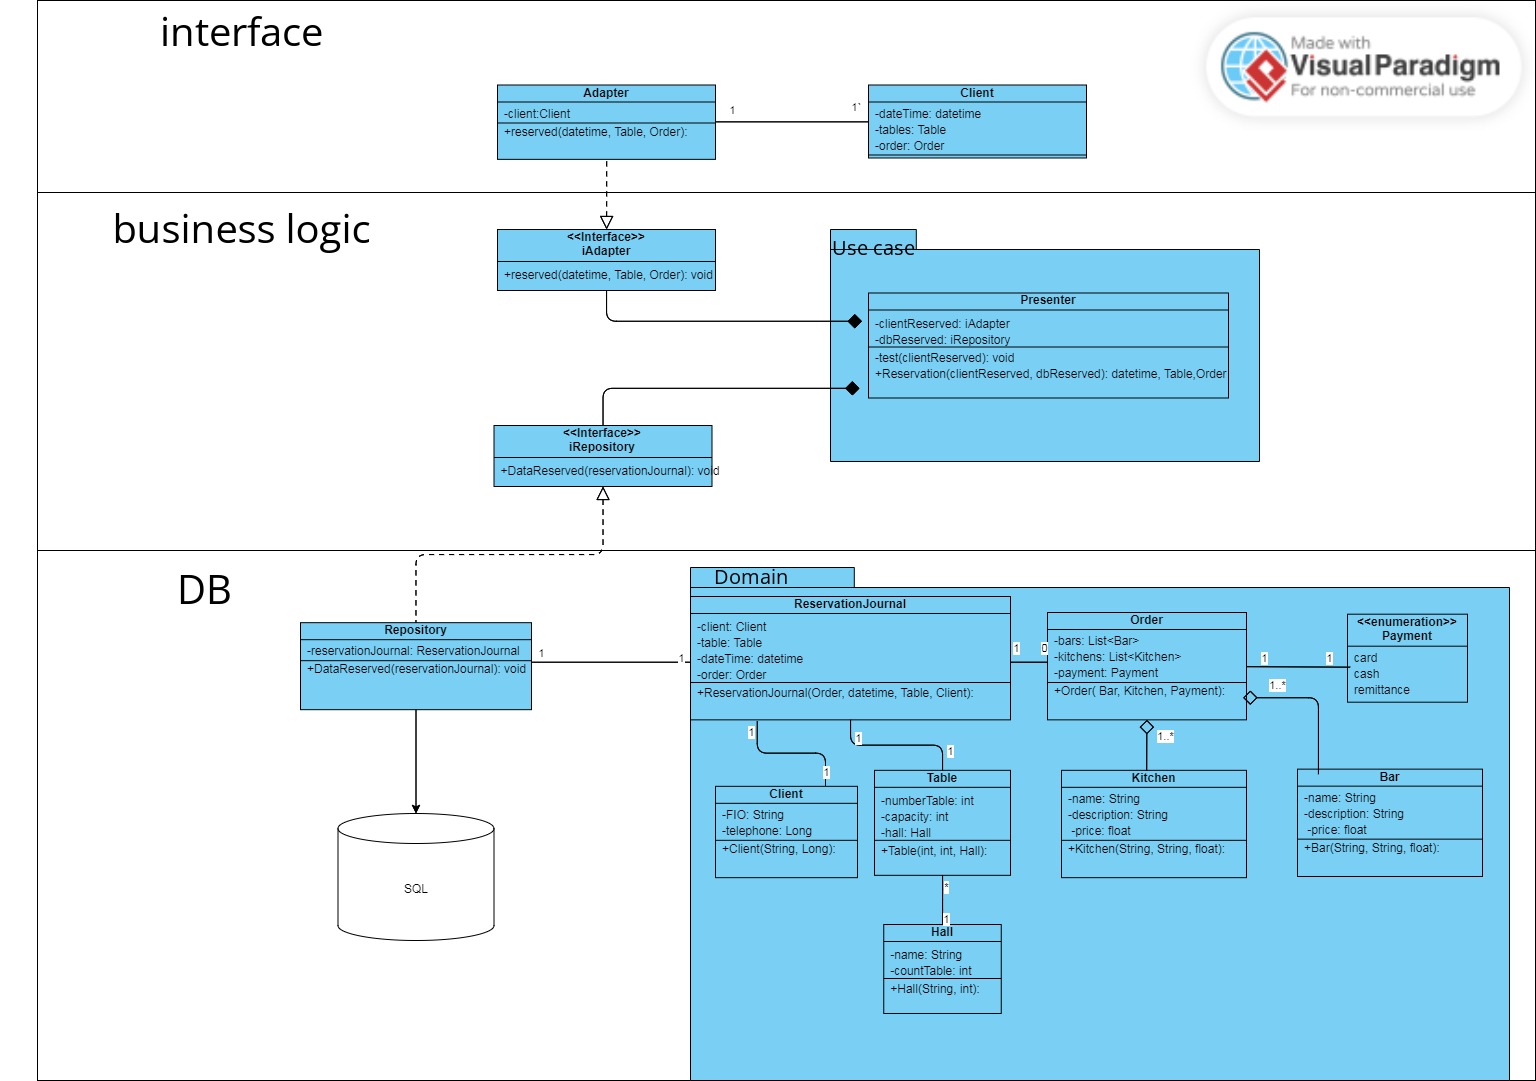 interface
Made with
Visual Paradigm
For non-commercial use
Adapter
-client:Client
+reserved(datetime, Table, Order):
1
1`
Client
-dateTime: datetime
-tables: Table
-order: Order
business logic
<<Interface>>
iAdapter
+reserved(datetime, Table, Order): void
Use case
Presenter
-clientReserved: iAdapter
-dbReserved: iRepository
-test(clientReserved): void
+Reservation(clientReserved, dbReserved): datetime, Table,Order
<<Interface>>
iRepository
+DataReserved(reservationJournal): void
DB
Repository
-reservationJournal: ReservationJournal
+DataReserved(reservationJournal): void
1
1
SQL
Domain
ReservationJournal
-client: Client
-table: Table
-dateTime: datetime
-order: Order
+ReservationJournal(Order, datetime, Table, Client):
1
0
Order
-bars: List<Bar>
-kitchens: List<Kitchen>
-payment: Payment
+Order( Bar, Kitchen, Payment):
1
1
<<enumeration>>
Payment
card
cash
remittance
1..*
1..*
1
1
1
1
Client
-FIO: String
-telephone: Long
+Client(String, Long):
Table
-numberTable: int
-capacity: int
-hall: Hall
+Table(int, int, Hall):
Kitchen
-name: String
-description: String
-price: float
+Kitchen(String, String, float):
Bar
-name: String
-description: String
-price: float
+Bar(String, String, float):
*
1
Hall
-name: String
-countTable: int
+Hall(String, int):